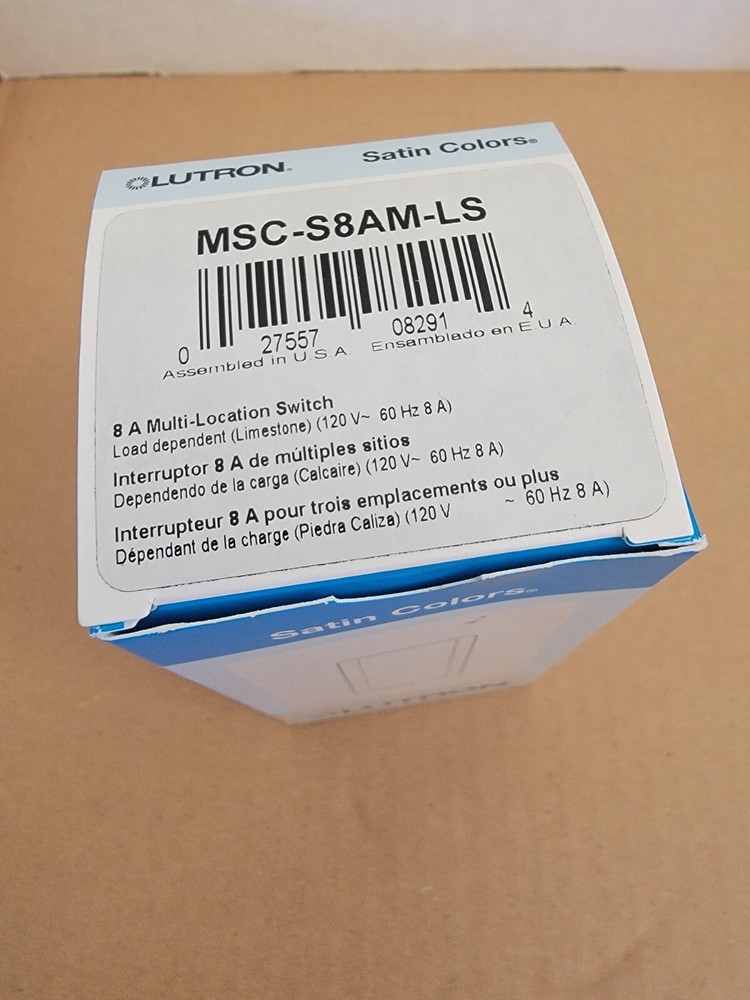 LUTRON® Satin Colors®
MSC-S8AM-LS
0 27557 08291 4
Assembled in U.S.A. Ensamblado en E U A.
8 A Multi-Location Switch
Load dependent (Limestone) (120 V~ 60 Hz 8 A)
Interruptor 8 A de múltiples sitios
Dependendo de la carga (Calcaire) (120 V~ 60 Hz 8 A)
Interrupteur 8 A pour trois emplacements ou plus
Dépendant de la charge (Piedra Caliza) (120 V ~ 60 Hz 8 A)
Satin Colors®
LUTRON